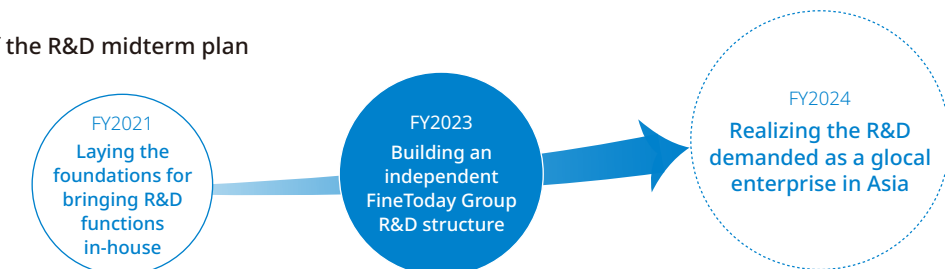 the R&D midterm plan
FY2021
Laying the
foundations for
bringing R&D
functions
in-house
FY2023
Building an
independent
FineToday Group
R&D structure
FY2024
Realizing the R&D
demanded as a glocal
enterprise in Asia